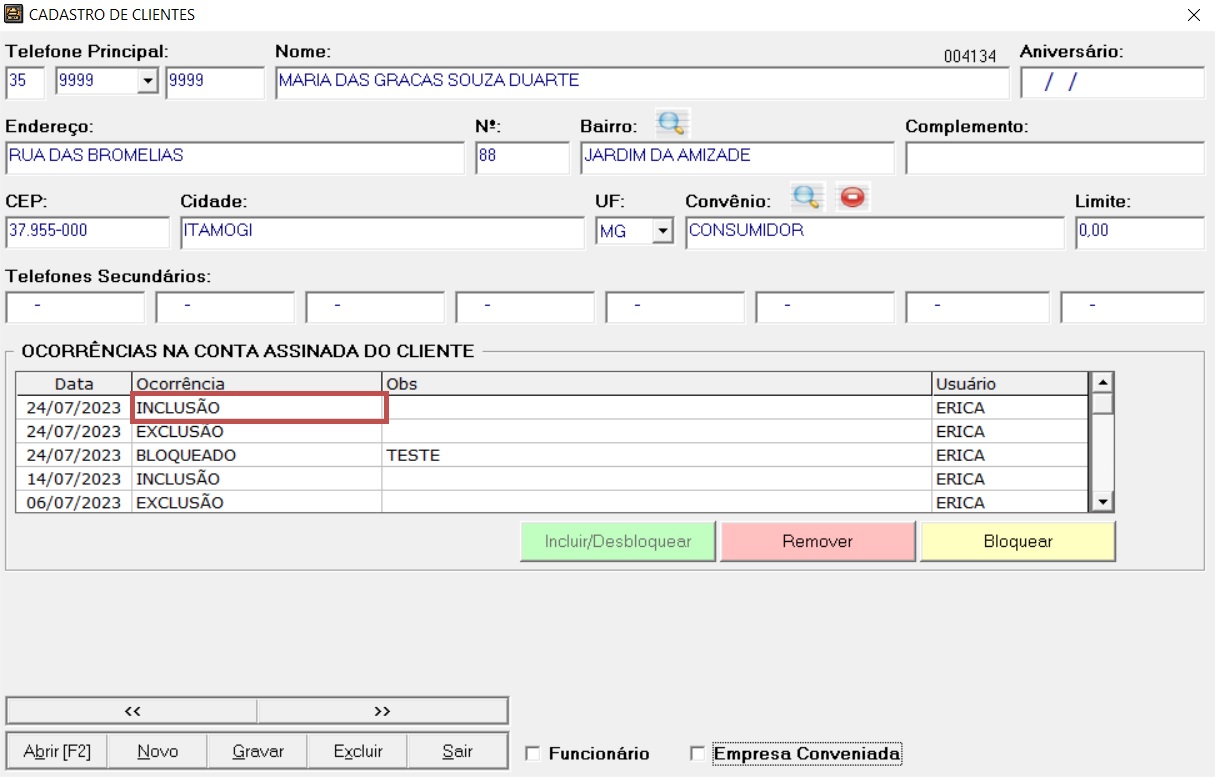 CADASTRO DE CLIENTES
Telefone Principal: Nome: 004134 Aniversário:
35 9999 9999 MARIA DAS GRACAS SOUZA DUARTE / /
Endereço: Nº: Bairro: Complemento:
RUA DAS BROMELIAS 88 JARDIM DA AMIZADE
CEP: Cidade: UF: Convênio: Limite:
37.955-000 ITAMOGI MG CONSUMIDOR 0,00
Telefones Secundários:
- - - - - - - -
OCORRÊNCIAS NA CONTA ASSINADA DO CLIENTE
Data Ocorrência Obs Usuário
24/07/2023 INCLUSÃO ERICA
24/07/2023 EXCLUSÃO ERICA
24/07/2023 BLOQUEADO TESTE ERICA
14/07/2023 INCLUSÃO ERICA
06/07/2023 EXCLUSÃO ERICA
Incluir/Desbloquear Remover Bloquear
<< >>
Abrir [F2] Novo Gravar Excluir Sair Funcionário Empresa Conveniada